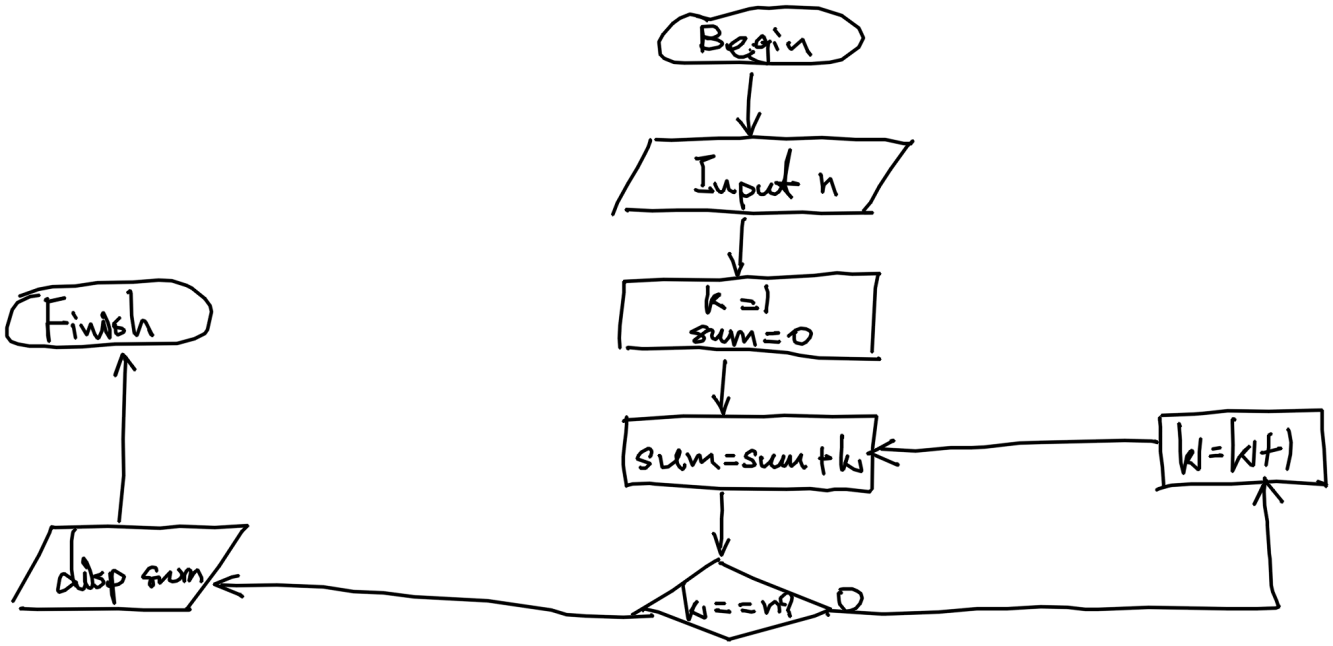 Begin
Input n
k=1
sum=0
sum=sum+k
k=k+1
k==n?
0
disp sum
Finish